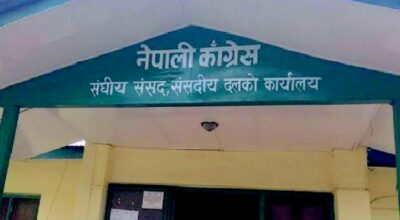 नेपाली काँग्रेस
संघीय संसद, संसदीय दलको कार्यालय